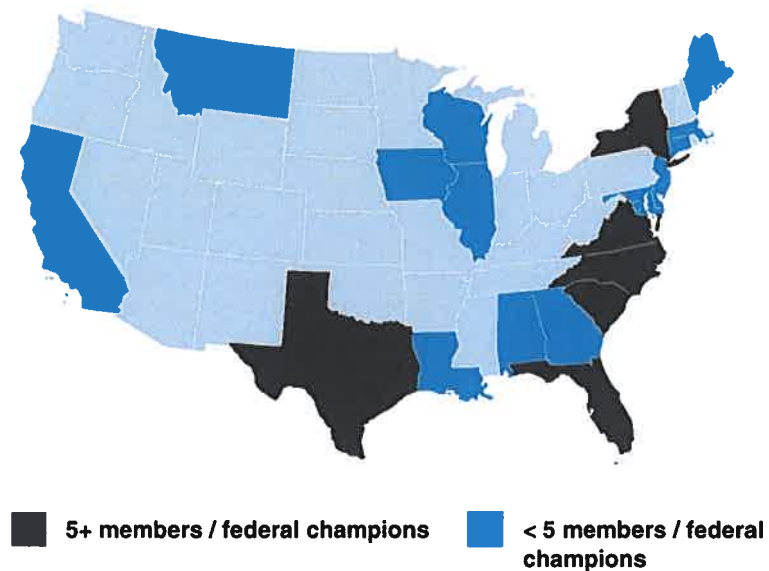 5+ members / federal champions
< 5 members / federal
champions